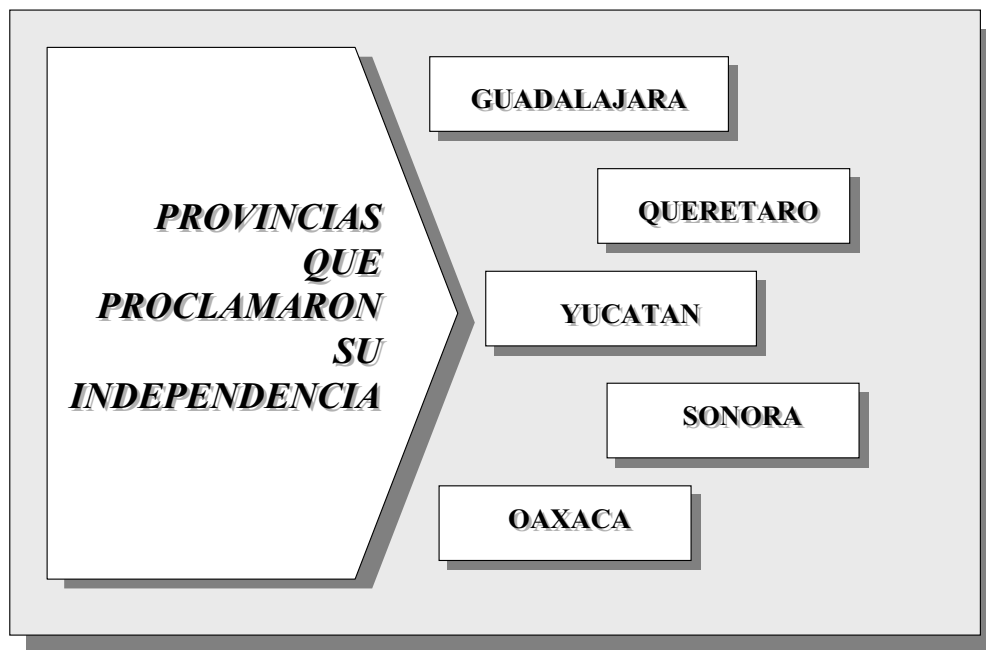 PROVINCIAS
QUE
PROCLAMARON
SU
INDEPENDENCIA
GUADALAJARA
QUERETARO
YUCATAN
SONORA
OAXACA